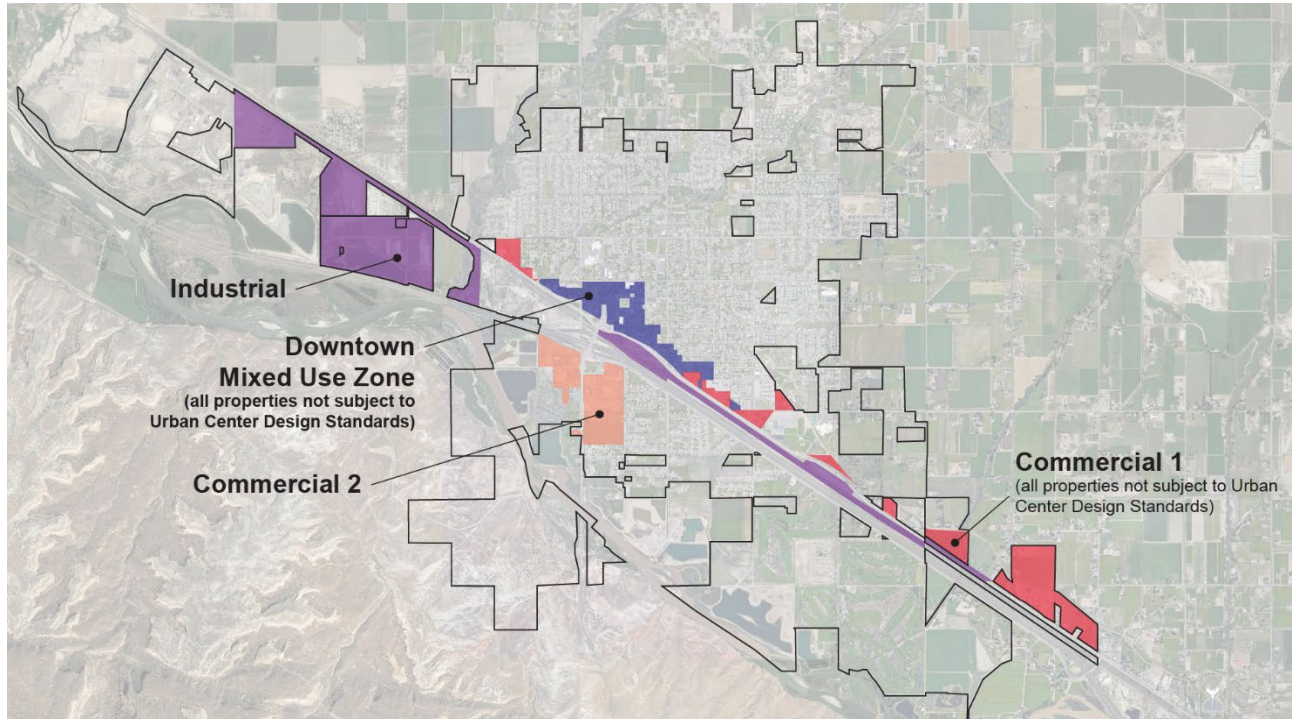 Industrial
Downtown
Mixed Use Zone
(all properties not subject to
Urban Center Design Standards)
Commercial 2
Commercial 1
(all properties not subject to Urban
Center Design Standards)